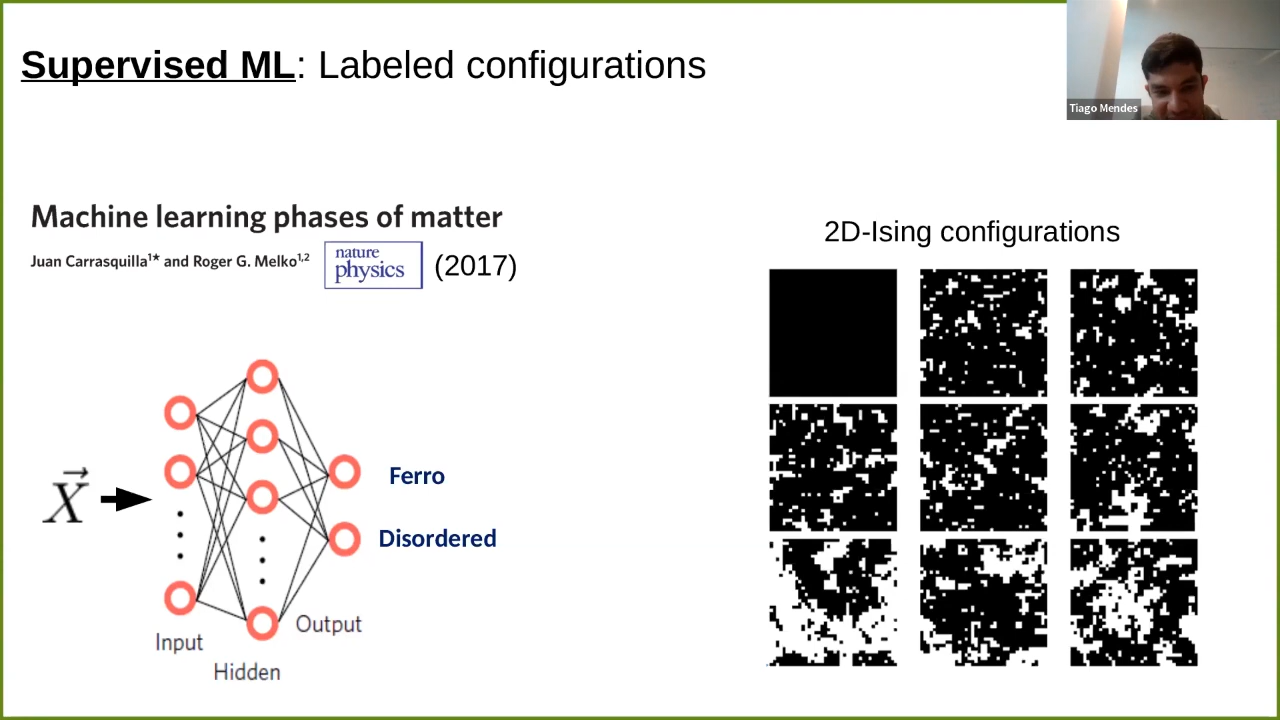 Supervised ML: Labeled configurations
Tiago Mendes
Machine learning phases of matter
Juan Carrasquilla1* and Roger G. Melko1,2
nature
physics
(2017)
2D-Ising configurations
X
Ferro
Disordered
Output
Input
Hidden